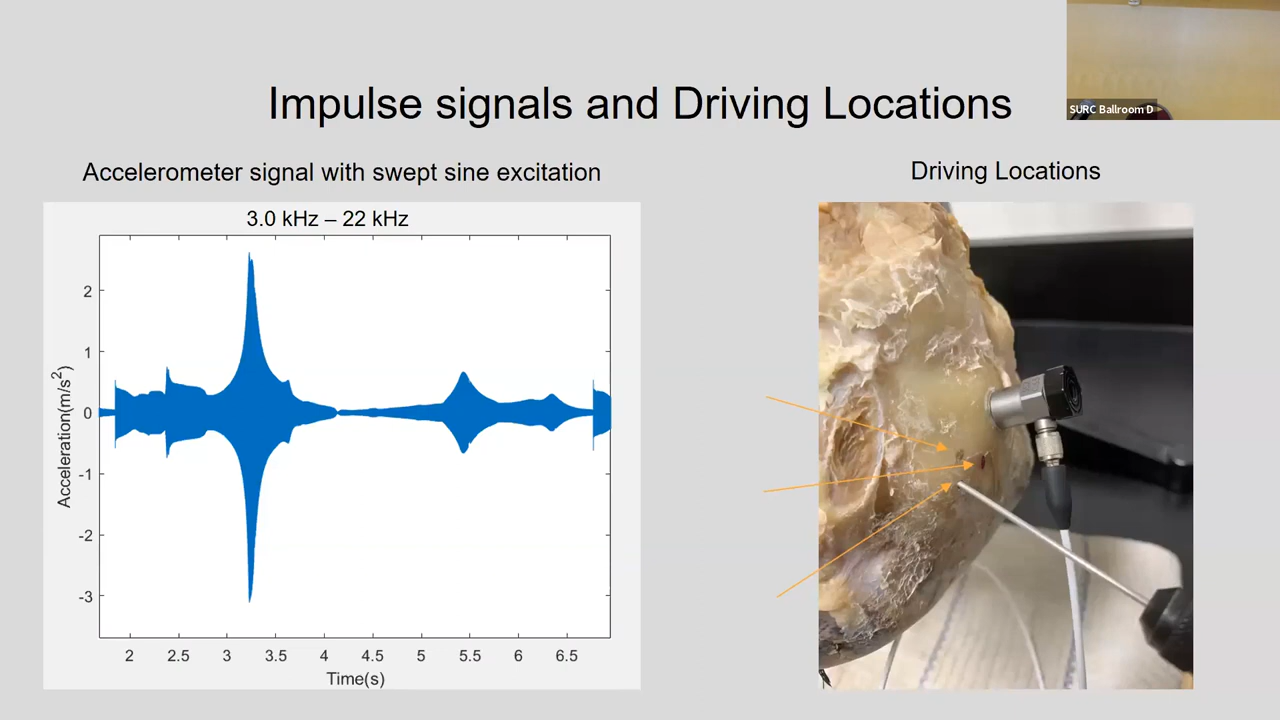 SURC Ballroom D
Impulse signals and Driving Locations
Accelerometer signal with swept sine excitation
Driving Locations
3.0 kHz – 22 kHz
Acceleration(m/s²)
2
1
0
-1
-2
-3
2
2.5
3
3.5
4
4.5
5
5.5
6
6.5
Time(s)